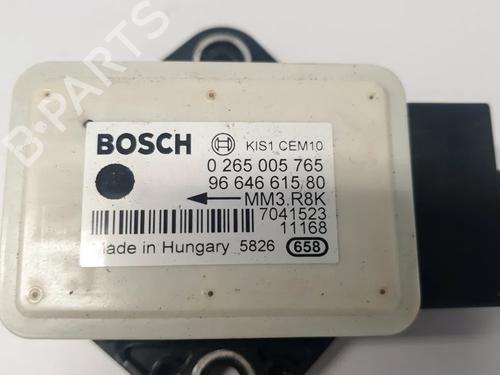 BOSCH KIS1 CEM10
0 265 005 765
96 646 615 80
MM3.R8K
7041523
11168
Made in Hungary 5826 658
B-PARTS